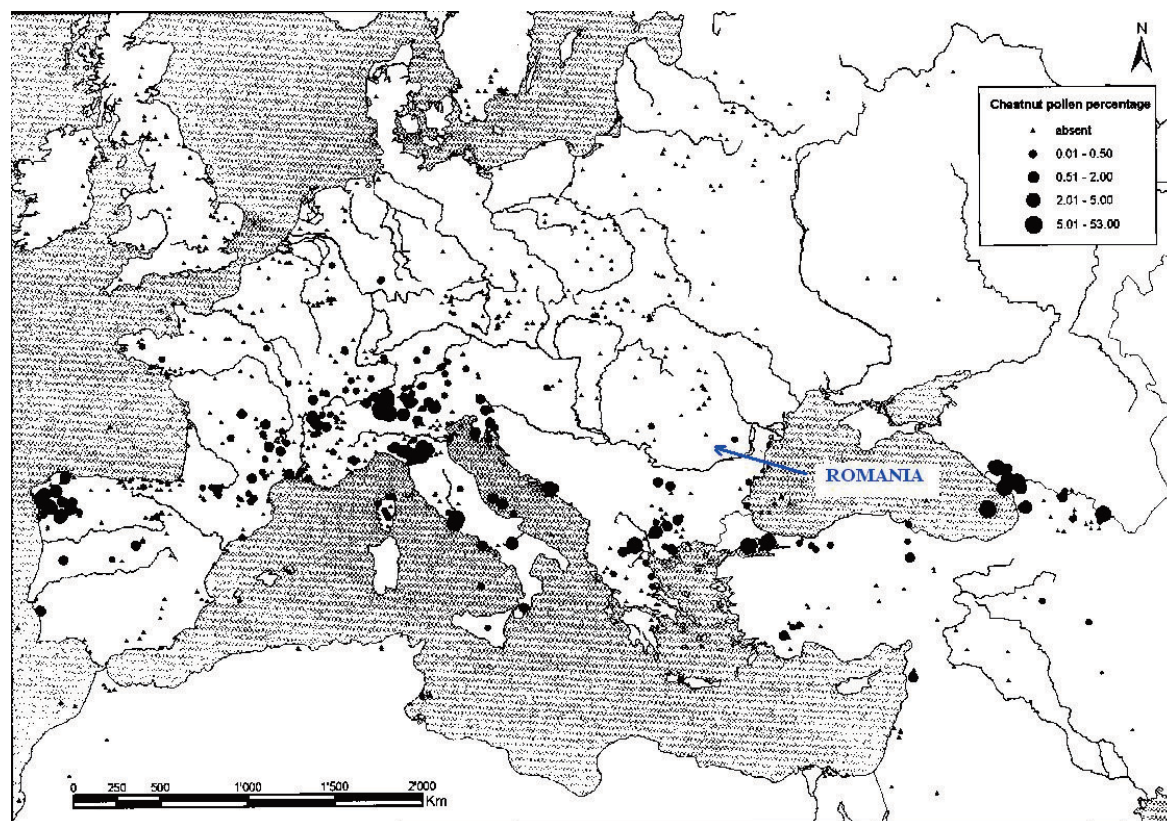 N
Chestnut pollen percentage
absent
0.01 - 0.50
0.51 - 2.00
2.01 - 5.00
5.01 - 53.00
ROMANIA
0 250 500 1'000 1'500 2'000
Km